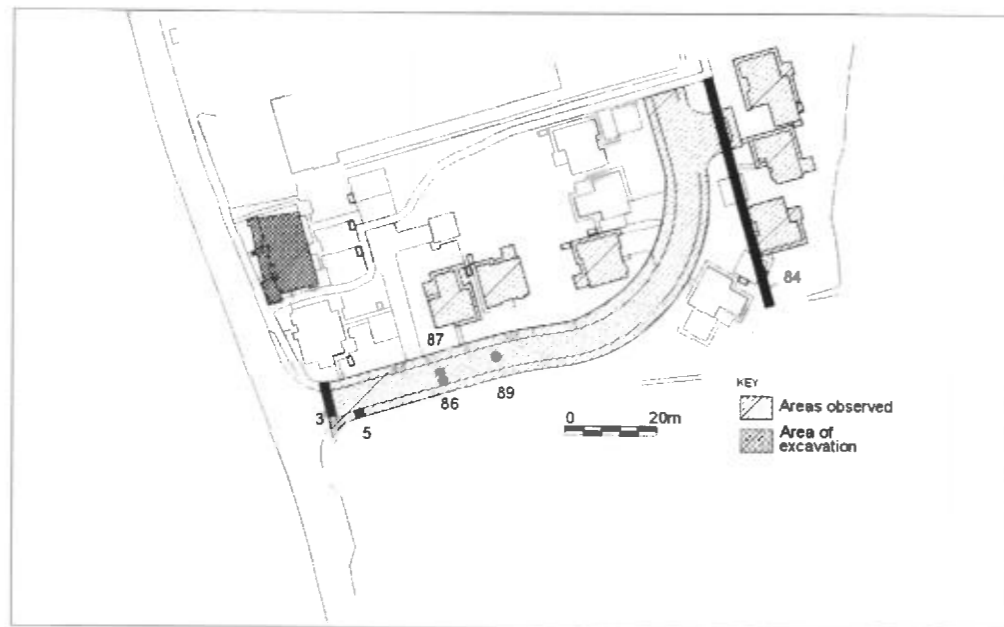 84
87
89
86
3
5
0 20m
KEY
Areas observed
Area of
excavation